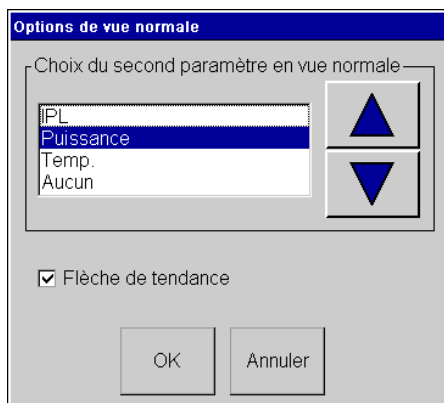 Options de vue normale
Choix du second paramètre en vue normale
IPL
Puissance
Temp.
Aucun
Flèche de tendance
OK
Annuler